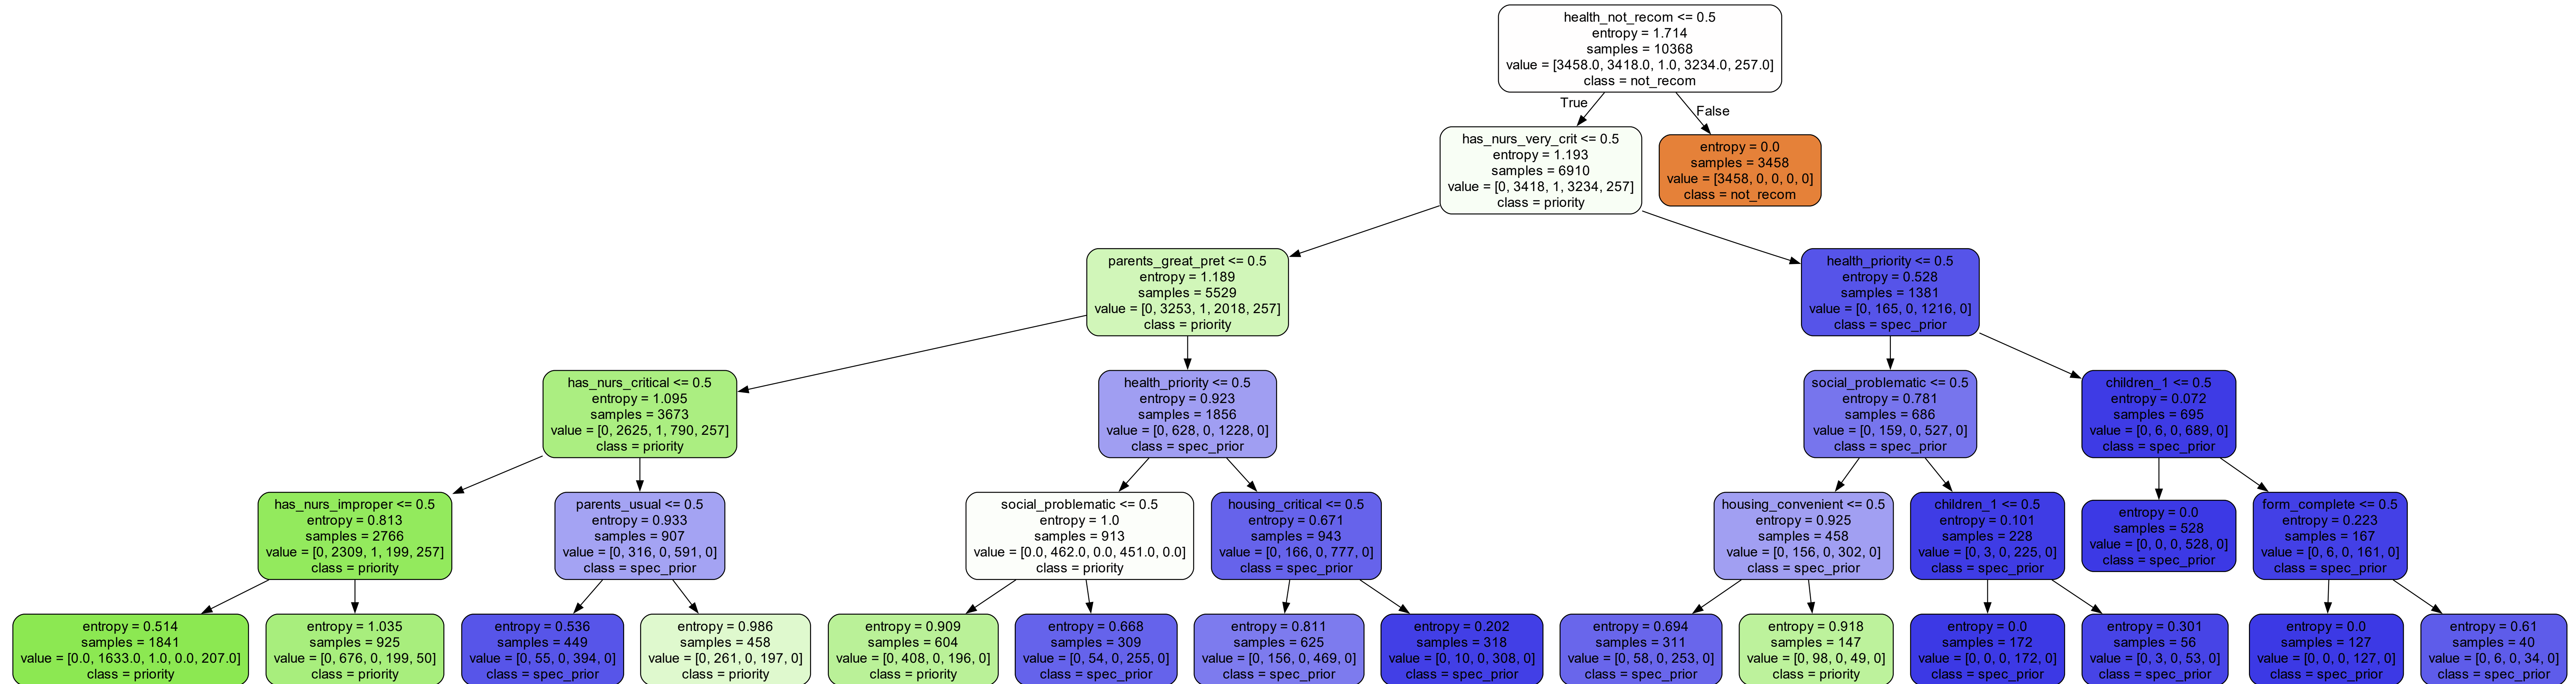 health_not_recom <= 0.5
entropy = 1.714
samples = 10368
value = [3458.0, 3418.0, 1.0, 3234.0, 257.0]
class = not_recom
True
False
has_nurs_very_crit <= 0.5
entropy = 1.193
samples = 6910
value = [0, 3418, 1, 3234, 257]
class = priority
entropy = 0.0
samples = 3458
value = [3458, 0, 0, 0, 0]
class = not_recom
parents_great_pret <= 0.5
entropy = 1.189
samples = 5529
value = [0, 3253, 1, 2018, 257]
class = priority
health_priority <= 0.5
entropy = 0.528
samples = 1381
value = [0, 165, 0, 1216, 0]
class = spec_prior
has_nurs_critical <= 0.5
entropy = 1.095
samples = 3673
value = [0, 2625, 1, 790, 257]
class = priority
health_priority <= 0.5
entropy = 0.923
samples = 1856
value = [0, 628, 0, 1228, 0]
class = spec_prior
social_problematic <= 0.5
entropy = 0.781
samples = 686
value = [0, 159, 0, 527, 0]
class = spec_prior
children_1 <= 0.5
entropy = 0.072
samples = 695
value = [0, 6, 0, 689, 0]
class = spec_prior
has_nurs_improper <= 0.5
entropy = 0.813
samples = 2766
value = [0, 2309, 1, 199, 257]
class = priority
parents_usual <= 0.5
entropy = 0.933
samples = 907
value = [0, 316, 0, 591, 0]
class = spec_prior
social_problematic <= 0.5
entropy = 1.0
samples = 913
value = [0.0, 462.0, 0.0, 451.0, 0.0]
class = priority
housing_critical <= 0.5
entropy = 0.671
samples = 943
value = [0, 166, 0, 777, 0]
class = spec_prior
housing_convenient <= 0.5
entropy = 0.925
samples = 458
value = [0, 156, 0, 302, 0]
class = spec_prior
children_1 <= 0.5
entropy = 0.101
samples = 228
value = [0, 3, 0, 225, 0]
class = spec_prior
entropy = 0.0
samples = 528
value = [0, 0, 0, 528, 0]
class = spec_prior
form_complete <= 0.5
entropy = 0.223
samples = 167
value = [0, 6, 0, 161, 0]
class = spec_prior
entropy = 0.514
samples = 1841
value = [0.0, 1633.0, 1.0, 0.0, 207.0]
class = priority
entropy = 1.035
samples = 925
value = [0, 676, 0, 199, 50]
class = priority
entropy = 0.536
samples = 449
value = [0, 55, 0, 394, 0]
class = spec_prior
entropy = 0.986
samples = 458
value = [0, 261, 0, 197, 0]
class = priority
entropy = 0.909
samples = 604
value = [0, 408, 0, 196, 0]
class = priority
entropy = 0.668
samples = 309
value = [0, 54, 0, 255, 0]
class = spec_prior
entropy = 0.811
samples = 625
value = [0, 156, 0, 469, 0]
class = spec_prior
entropy = 0.202
samples = 318
value = [0, 10, 0, 308, 0]
class = spec_prior
entropy = 0.694
samples = 311
value = [0, 58, 0, 253, 0]
class = spec_prior
entropy = 0.918
samples = 147
value = [0, 98, 0, 49, 0]
class = priority
entropy = 0.0
samples = 172
value = [0, 0, 0, 172, 0]
class = spec_prior
entropy = 0.301
samples = 56
value = [0, 3, 0, 53, 0]
class = spec_prior
entropy = 0.0
samples = 127
value = [0, 0, 0, 127, 0]
class = spec_prior
entropy = 0.61
samples = 40
value = [0, 6, 0, 34, 0]
class = spec_prior